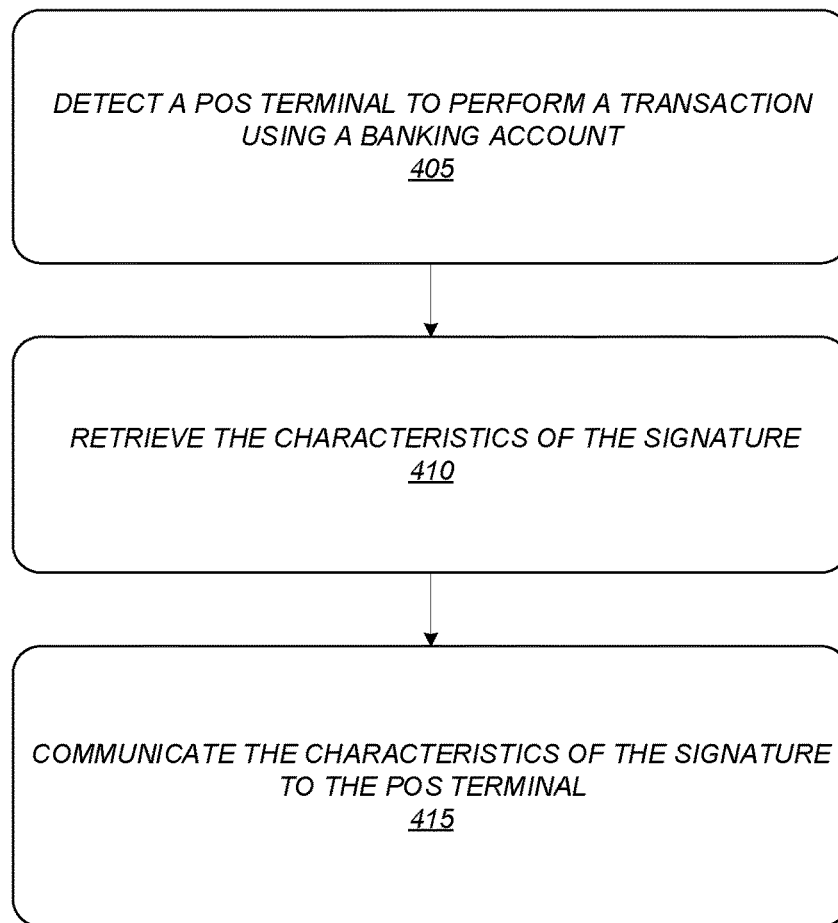 DETECT A POS TERMINAL TO PERFORM A TRANSACTION
USING A BANKING ACCOUNT
405
RETRIEVE THE CHARACTERISTICS OF THE SIGNATURE
410
COMMUNICATE THE CHARACTERISTICS OF THE SIGNATURE
TO THE POS TERMINAL
415